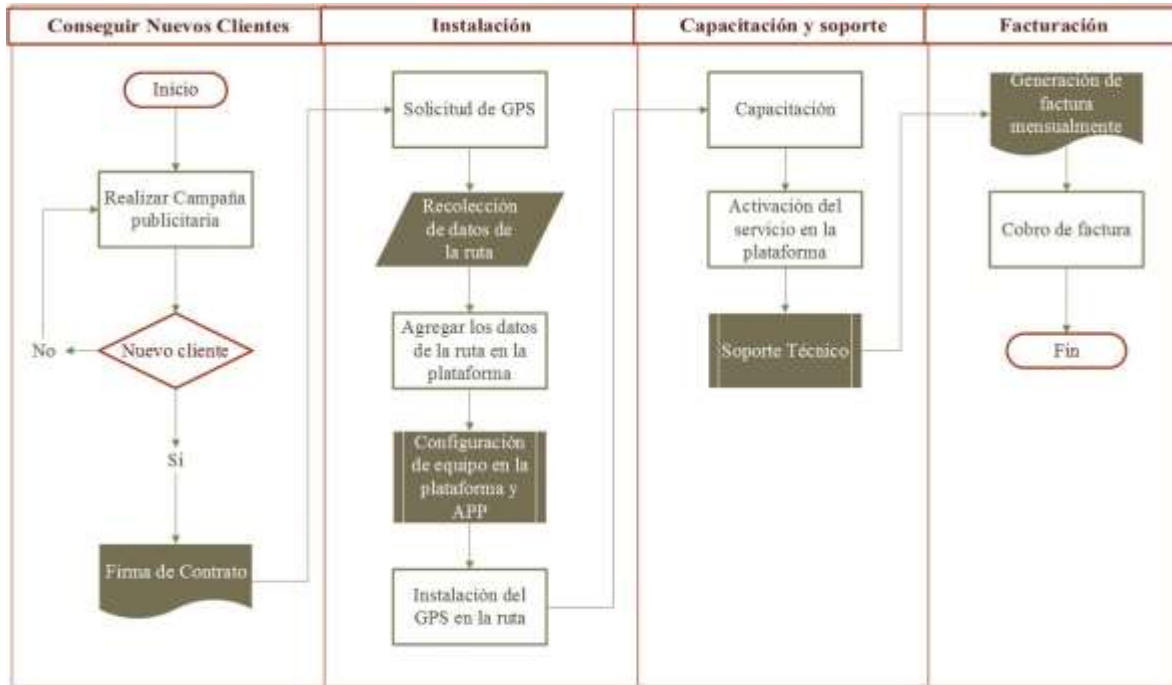 Conseguir Nuevos Clientes
Instalación
Capacitación y soporte
Facturación
Inicio
Realizar Campaña
publicitaria
Nuevo cliente
No
Si
Firma de Contrato
Solicitud de GPS
Recolección
de datos de
la ruta
Agregar los datos
de la ruta en la
plataforma
Configuración
de equipo en la
plataforma y
APP
Instalación del
GPS en la ruta
Capacitación
Activación del
servicio en la
plataforma
Soporte Técnico
Generación de
factura
mensualmente
Cobro de factura
Fin